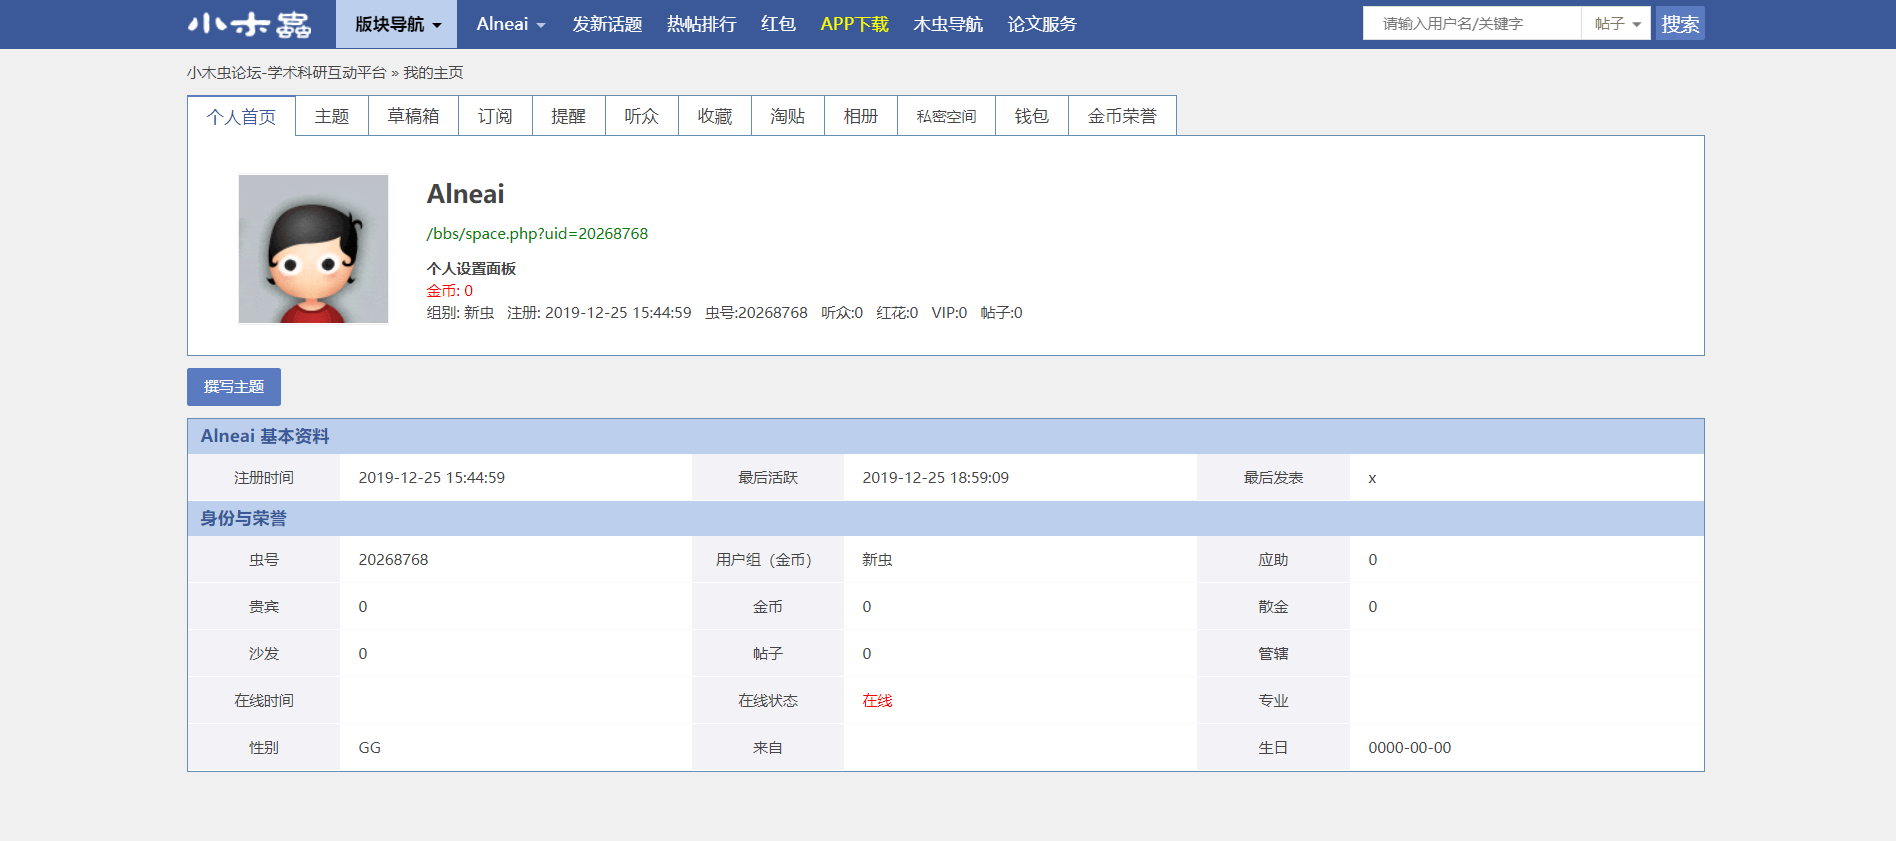 小木蟲 版块导航 Alneai 发新话题 热帖排行 红包 APP下载 木虫导航 论文服务 请输入用户名/关键字 帖子 搜索
小木虫论坛-学术科研互动平台 » 我的主页
个人首页 主题 草稿箱 订阅 提醒 听众 收藏 淘贴 相册 私密空间 钱包 金币荣誉
Alneai
/bbs/space.php?uid=20268768
个人设置面板
金币: 0
组别: 新虫 注册: 2019-12-25 15:44:59 虫号:20268768 听众:0 红花:0 VIP:0 帖子:0
撰写主题
Alneai 基本资料
注册时间 2019-12-25 15:44:59 最后活跃 2019-12-25 18:59:09 最后发表 x
身份与荣誉
虫号 20268768 用户组（金币） 新虫 应助 0
贵宾 0 金币 0 散金 0
沙发 0 帖子 0 管辖
在线时间 在线状态 在线 专业
性别 GG 来自 生日 0000-00-00